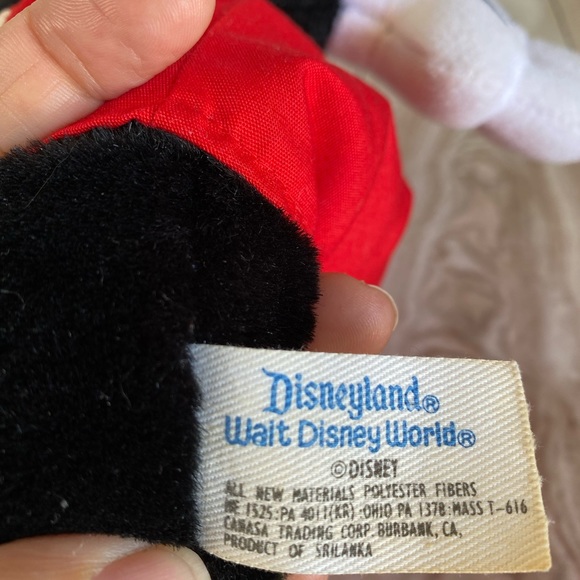 Disneyland®
Walt Disney World®
©DISNEY
ALL NEW MATERIALS POLYESTER FIBERS
ME 1525:PA 4011(KR):OHIO PA 1378:MASS T-616
CANASA TRADING CORP. BURBANK, CA,
PRODUCT OF SRILANKA